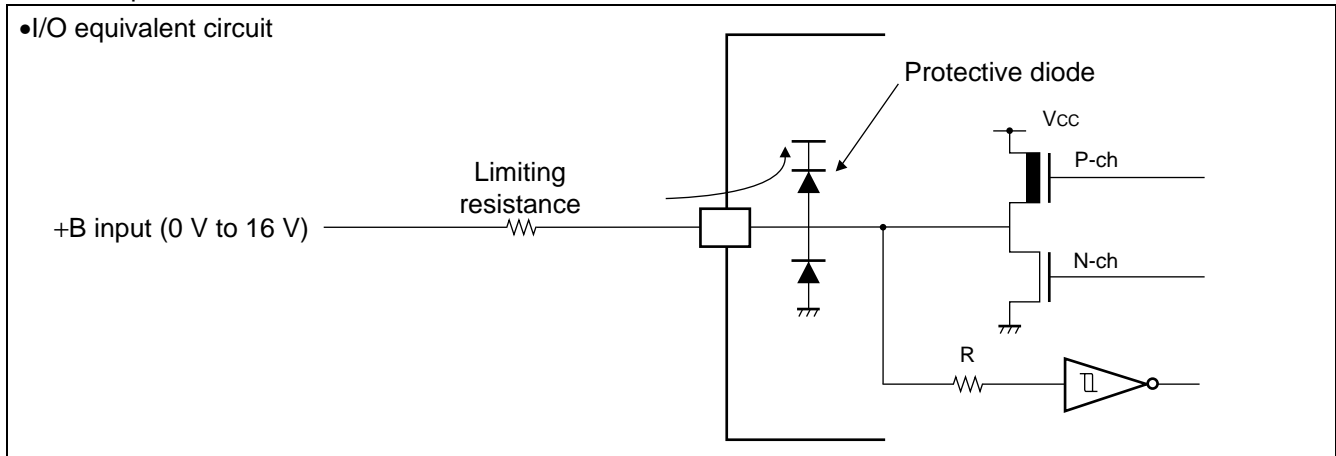 •I/O equivalent circuit
Protective diode
Vcc
P-ch
Limiting
resistance
+B input (0 V to 16 V)
N-ch
R